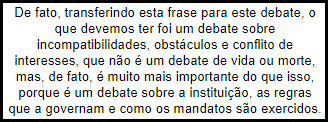 De fato, transferindo esta frase para este debate, o
que devemos ter foi um debate sobre
incompatibilidades, obstáculos e conflito de
interesses, que não é um debate de vida ou morte,
mas, de fato, é muito mais importante do que isso,
porque é um debate sobre a instituição, as regras
que a governam e como os mandatos são exercidos.